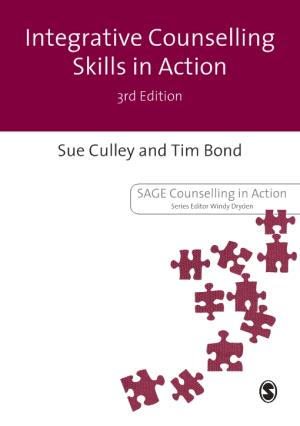 Integrative Counselling
Skills in Action
3rd Edition
Sue Culley and Tim Bond
SAGE Counselling in Action
Series Editor Windy Dryden
S